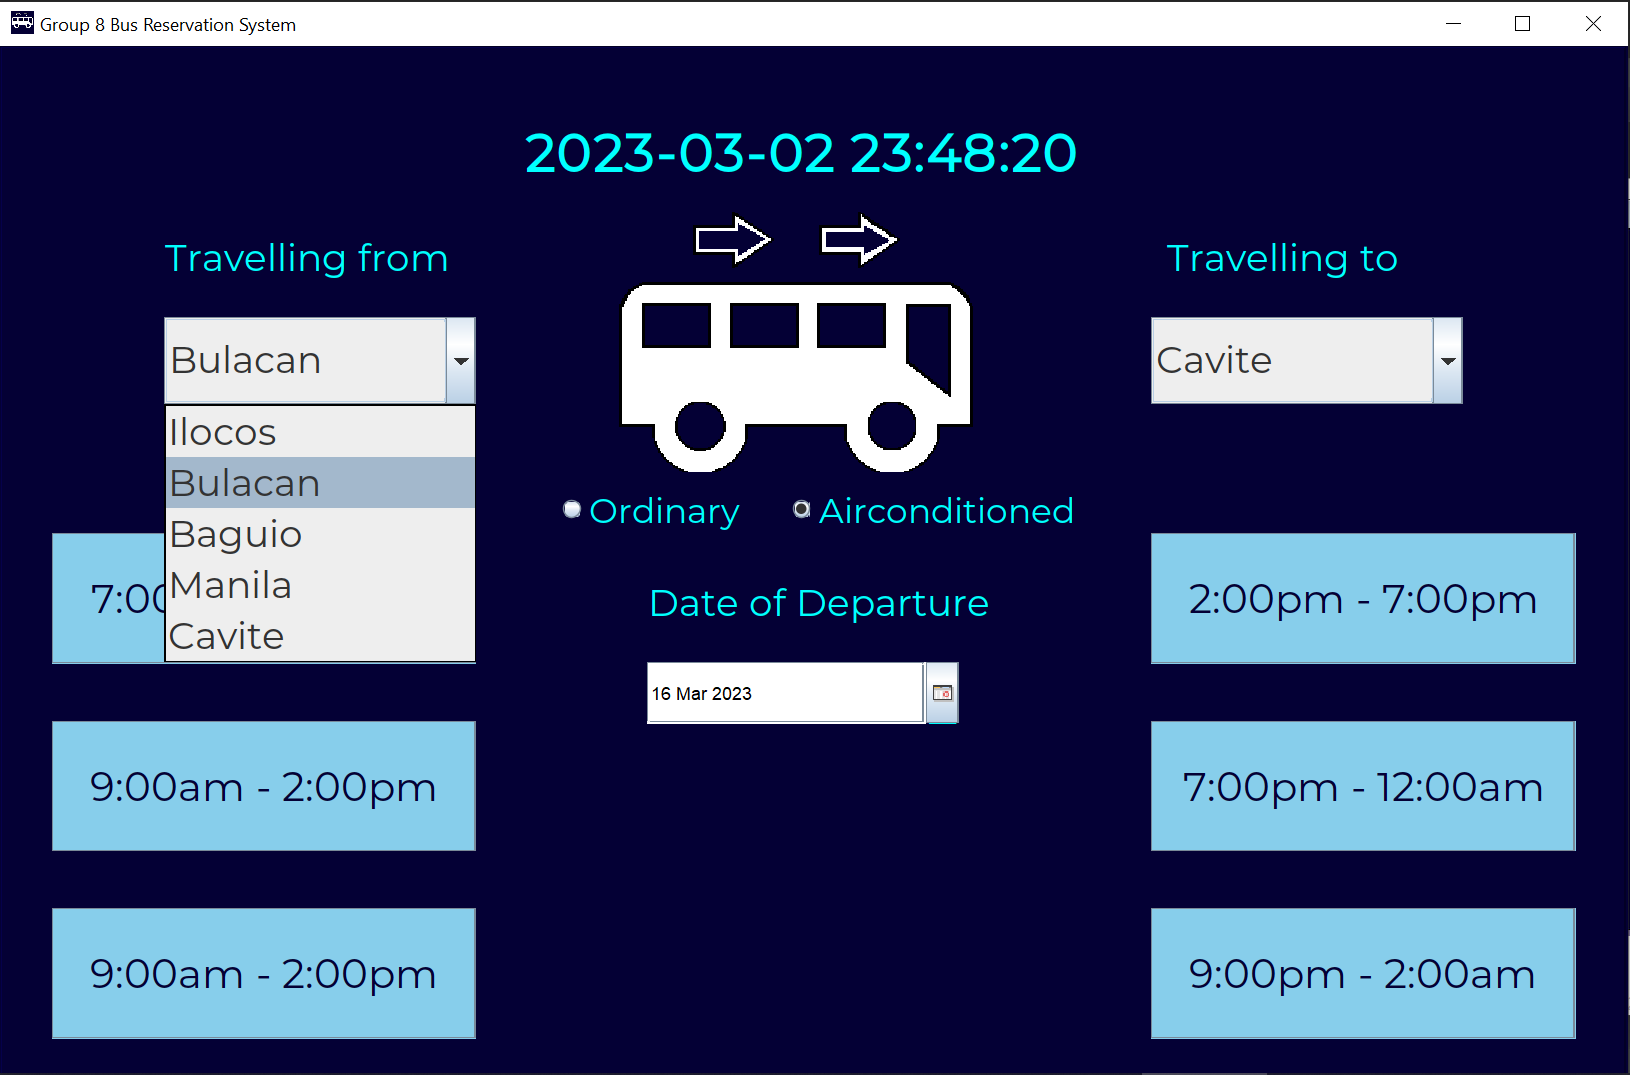 Group 8 Bus Reservation System
2023-03-02 23:48:20
Travelling from
Travelling to
Bulacan
Cavite
Ilocos
Bulacan
Baguio
Manila
Cavite
Ordinary
Airconditioned
Date of Departure
16 Mar 2023
7:00
2:00pm - 7:00pm
9:00am - 2:00pm
7:00pm - 12:00am
9:00am - 2:00pm
9:00pm - 2:00am